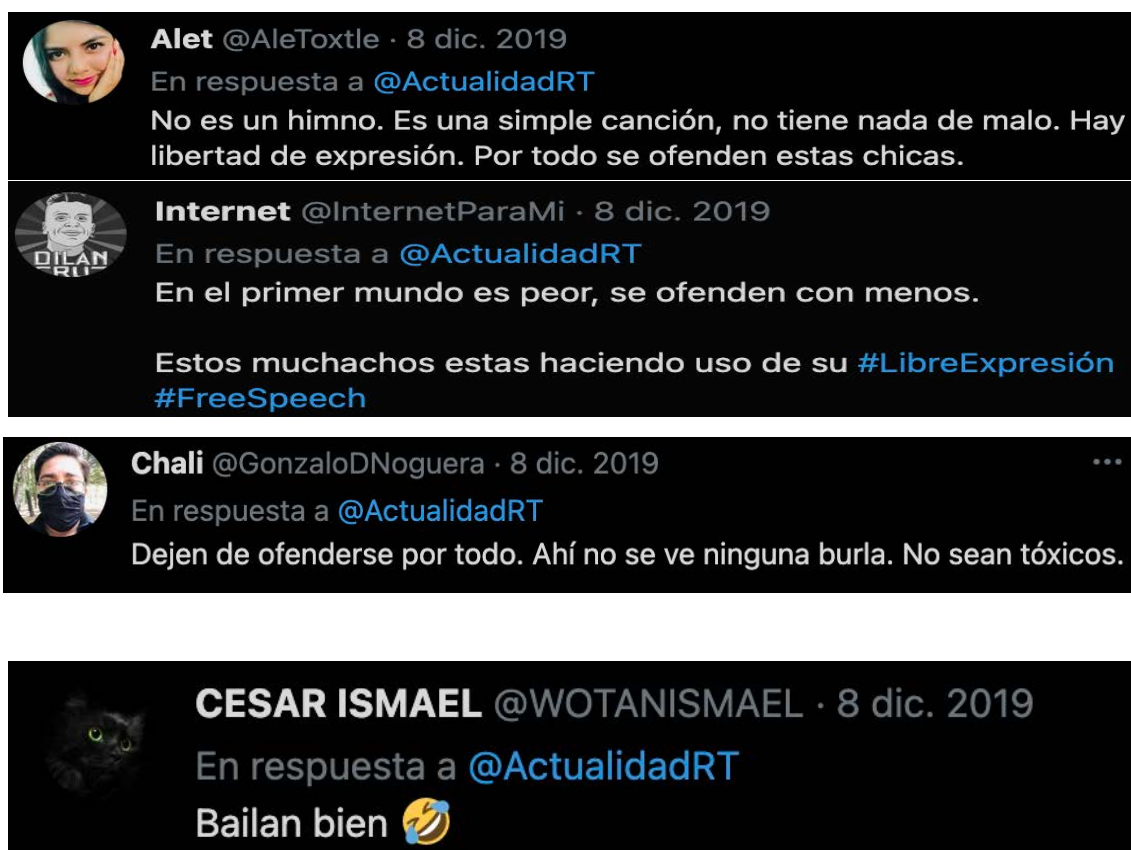 Alet @AleToxtle · 8 dic. 2019
En respuesta a @ActualidadRT
No es un himno. Es una simple canción, no tiene nada de malo. Hay
libertad de expresión. Por todo se ofenden estas chicas.
Internet @InternetParaMi · 8 dic. 2019
DILAN
CRU
En respuesta a @ActualidadRT
En el primer mundo es peor, se ofenden con menos.
Estos muchachos estas haciendo uso de su #LibreExpresión
#FreeSpeech
Chali @GonzaloDNoguera · 8 dic. 2019
En respuesta a @ActualidadRT
Dejen de ofenderse por todo. Ahí no se ve ninguna burla. No sean tóxicos.
CESAR ISMAEL @WOTANISMAEL · 8 dic. 2019
En respuesta a @ActualidadRT
Bailan bien 🤣